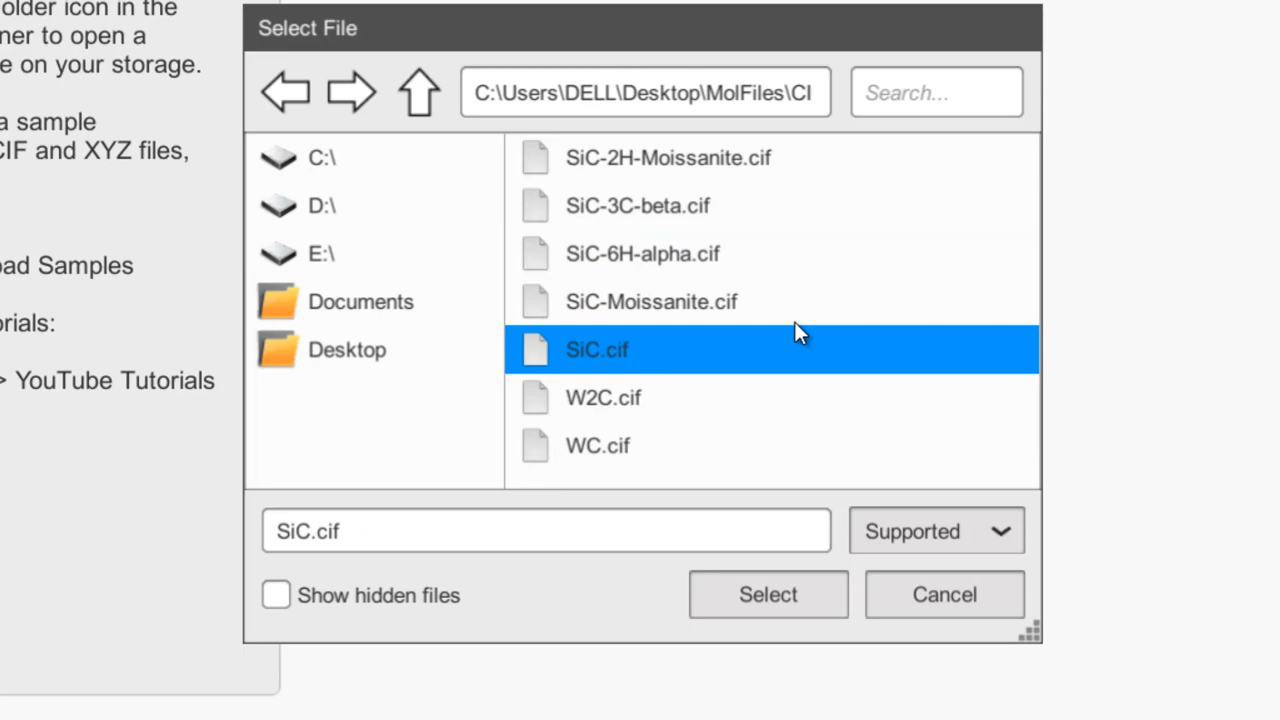 older icon in the
ner to open a
e on your storage.
a sample
CIF and XYZ files,
ad Samples
rials:
> YouTube Tutorials
Select File
C:\Users\DELL\Desktop\MolFiles\CI
Search...
C:\
D:\
E:\
Documents
Desktop
SiC-2H-Moissanite.cif
SiC-3C-beta.cif
SiC-6H-alpha.cif
SiC-Moissanite.cif
SiC.cif
W2C.cif
WC.cif
SiC.cif
Supported
Show hidden files
Select
Cancel